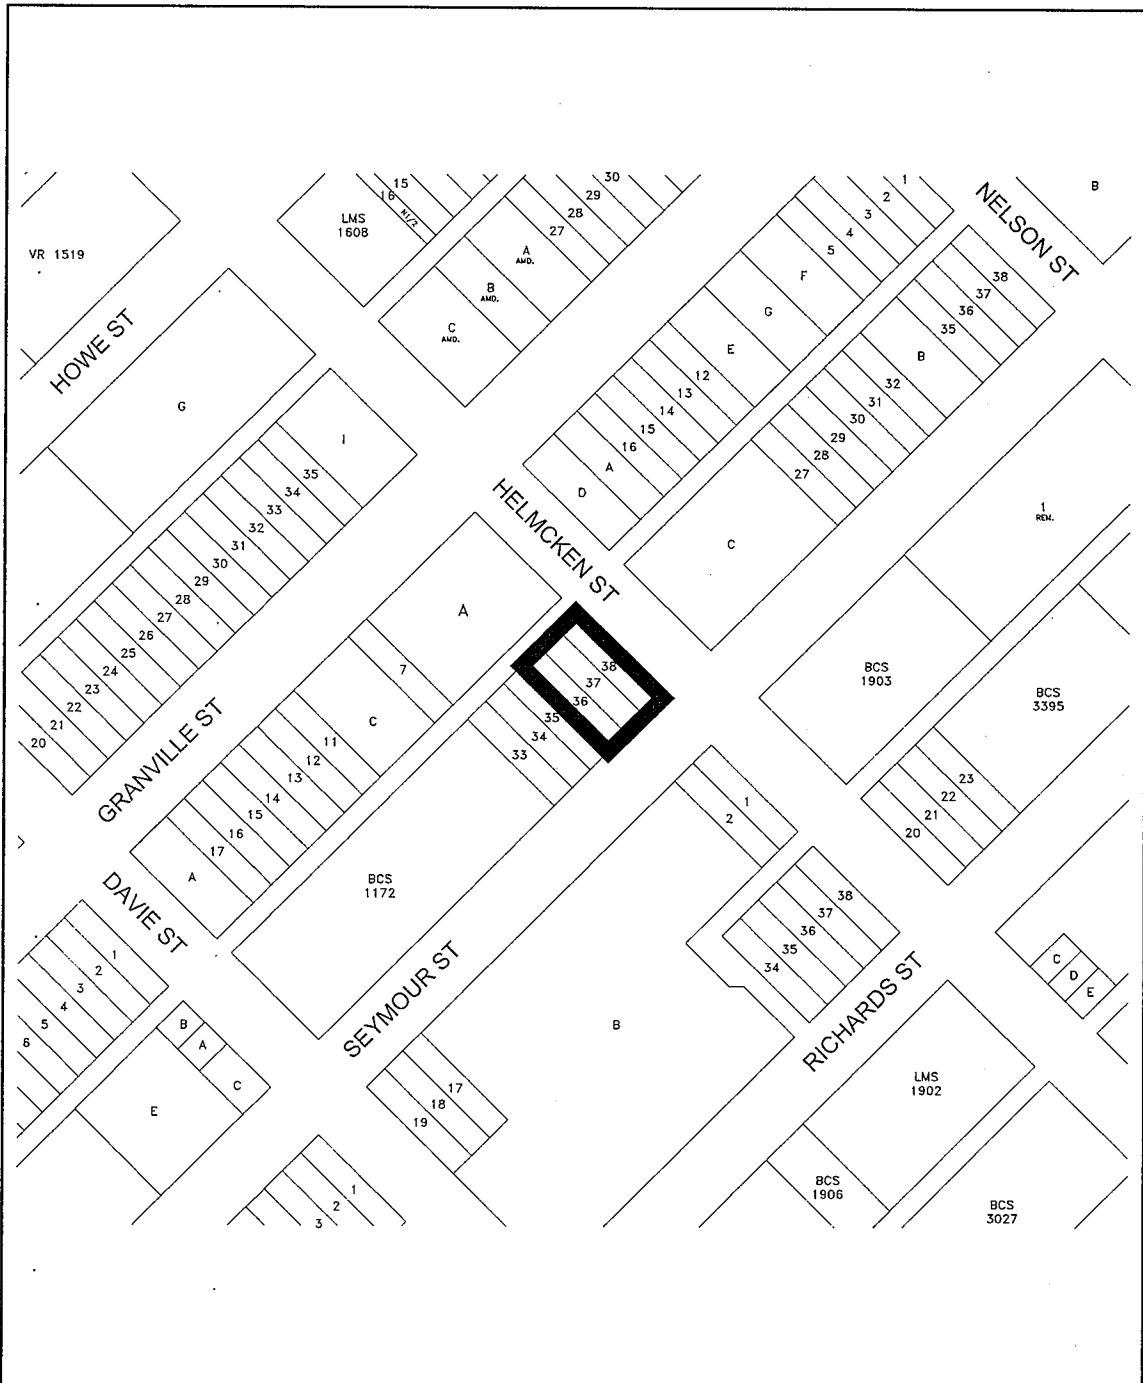 NELSON ST
HOWE ST
HELMCKEN ST
GRANVILLE ST
DAVIE ST
SEYMOUR ST
RICHARDS ST
VR 1519
LMS
1608
15
16
N1/2
30
29
28
27
A
AMD.
B
AMD.
C
AMD.
1
2
3
4
5
F
G
E
12
13
14
15
16
A
D
B
38
37
36
35
B
32
31
30
29
28
27
C
1
REM.
G
I
35
34
33
32
31
30
29
28
27
26
25
24
23
22
21
20
A
7
C
11
12
13
14
15
16
17
A
38
37
36
35
34
33
BCS
1172
BCS
1903
BCS
3395
23
22
21
20
1
2
38
37
36
35
34
B
C
D
E
1
2
3
4
5
6
B
A
C
E
17
18
19
1
2
3
LMS
1902
BCS
1906
BCS
3027